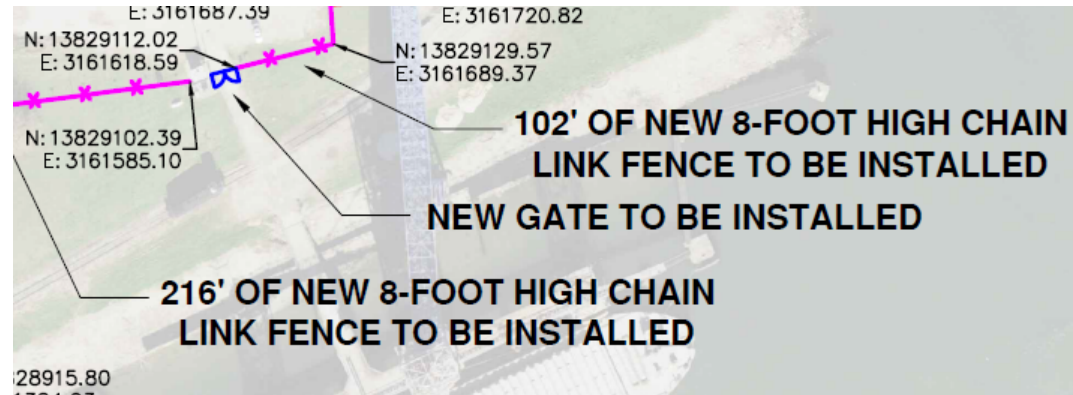 E: 3161687.39
E: 3161720.82
N: 13829112.02
E: 3161618.59
N: 13829129.57
E: 3161689.37
N: 13829102.39
E: 3161585.10
102' OF NEW 8-FOOT HIGH CHAIN
LINK FENCE TO BE INSTALLED
NEW GATE TO BE INSTALLED
216' OF NEW 8-FOOT HIGH CHAIN
LINK FENCE TO BE INSTALLED
28915.80